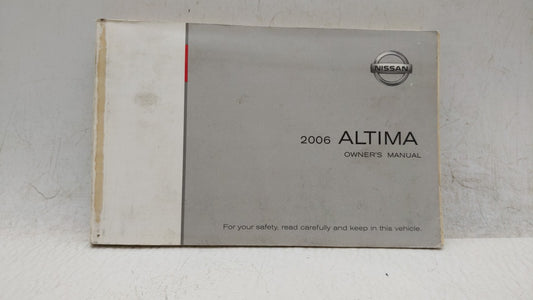 NISSAN
2006 ALTIMA
OWNER'S MANUAL
For your safety, read carefully and keep in this vehicle.